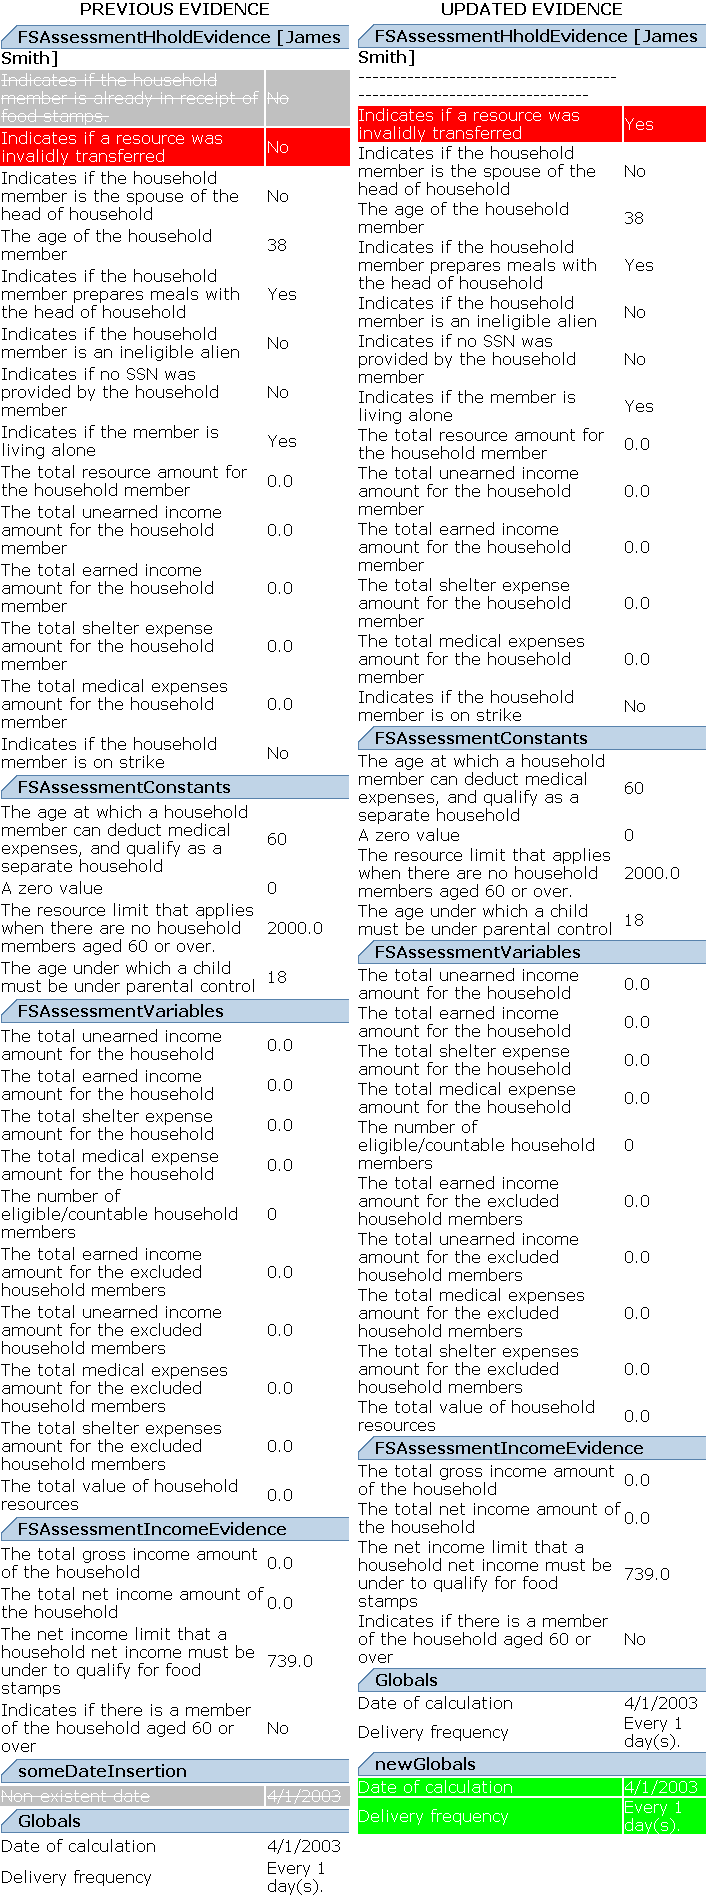 PREVIOUS EVIDENCE
FSAssessmentHholdEvidence [James
Smith]
Indicates if the household
member is already in receipt of
food stamps.
No
Indicates if a resource was
invalidly transferred
No
Indicates if the household
member is the spouse of the
head of household
No
The age of the household
member
38
Indicates if the household
member prepares meals with
the head of household
Yes
Indicates if the household
member is an ineligible alien
No
Indicates if no SSN was
provided by the household
member
No
Indicates if the member is
living alone
Yes
The total resource amount for
the household member
0.0
The total unearned income
amount for the household
member
0.0
The total earned income
amount for the household
member
0.0
The total shelter expense
amount for the household
member
0.0
The total medical expenses
amount for the household
member
0.0
Indicates if the household
member is on strike
No
FSAssessmentConstants
The age at which a household
member can deduct medical
expenses, and qualify as a
separate household
60
A zero value
0
The resource limit that applies
when there are no household
members aged 60 or over.
2000.0
The age under which a child
must be under parental control
18
FSAssessmentVariables
The total unearned income
amount for the household
0.0
The total earned income
amount for the household
0.0
The total shelter expense
amount for the household
0.0
The total medical expense
amount for the household
0.0
The number of
eligible/countable household
members
0
The total earned income
amount for the excluded
household members
0.0
The total unearned income
amount for the excluded
household members
0.0
The total medical expenses
amount for the excluded
household members
0.0
The total shelter expenses
amount for the excluded
household members
0.0
The total value of household
resources
0.0
FSAssessmentIncomeEvidence
The total gross income amount
of the household
0.0
The total net income amount of
the household
0.0
The net income limit that a
household net income must be
under to qualify for food
stamps
739.0
Indicates if there is a member
of the household aged 60 or
over
No
someDateInsertion
Non existent date
4/1/2003
Globals
Date of calculation
4/1/2003
Delivery frequency
Every 1
day(s).
UPDATED EVIDENCE
FSAssessmentHholdEvidence [James
Smith]
-------------------------------------
---------------------------------
Indicates if a resource was
invalidly transferred
Yes
Indicates if the household
member is the spouse of the
head of household
No
The age of the household
member
38
Indicates if the household
member prepares meals with
the head of household
Yes
Indicates if the household
member is an ineligible alien
No
Indicates if no SSN was
provided by the household
member
No
Indicates if the member is
living alone
Yes
The total resource amount for
the household member
0.0
The total unearned income
amount for the household
member
0.0
The total earned income
amount for the household
member
0.0
The total shelter expense
amount for the household
member
0.0
The total medical expenses
amount for the household
member
0.0
Indicates if the household
member is on strike
No
FSAssessmentConstants
The age at which a household
member can deduct medical
expenses, and qualify as a
separate household
60
A zero value
0
The resource limit that applies
when there are no household
members aged 60 or over.
2000.0
The age under which a child
must be under parental control
18
FSAssessmentVariables
The total unearned income
amount for the household
0.0
The total earned income
amount for the household
0.0
The total shelter expense
amount for the household
0.0
The total medical expense
amount for the household
0.0
The number of
eligible/countable household
members
0
The total earned income
amount for the excluded
household members
0.0
The total unearned income
amount for the excluded
household members
0.0
The total medical expenses
amount for the excluded
household members
0.0
The total shelter expenses
amount for the excluded
household members
0.0
The total value of household
resources
0.0
FSAssessmentIncomeEvidence
The total gross income amount
of the household
0.0
The total net income amount of
the household
0.0
The net income limit that a
household net income must be
under to qualify for food
stamps
739.0
Indicates if there is a member
of the household aged 60 or
over
No
Globals
Date of calculation
4/1/2003
Delivery frequency
Every 1
day(s).
newGlobals
Date of calculation
4/1/2003
Delivery frequency
Every 1
day(s).